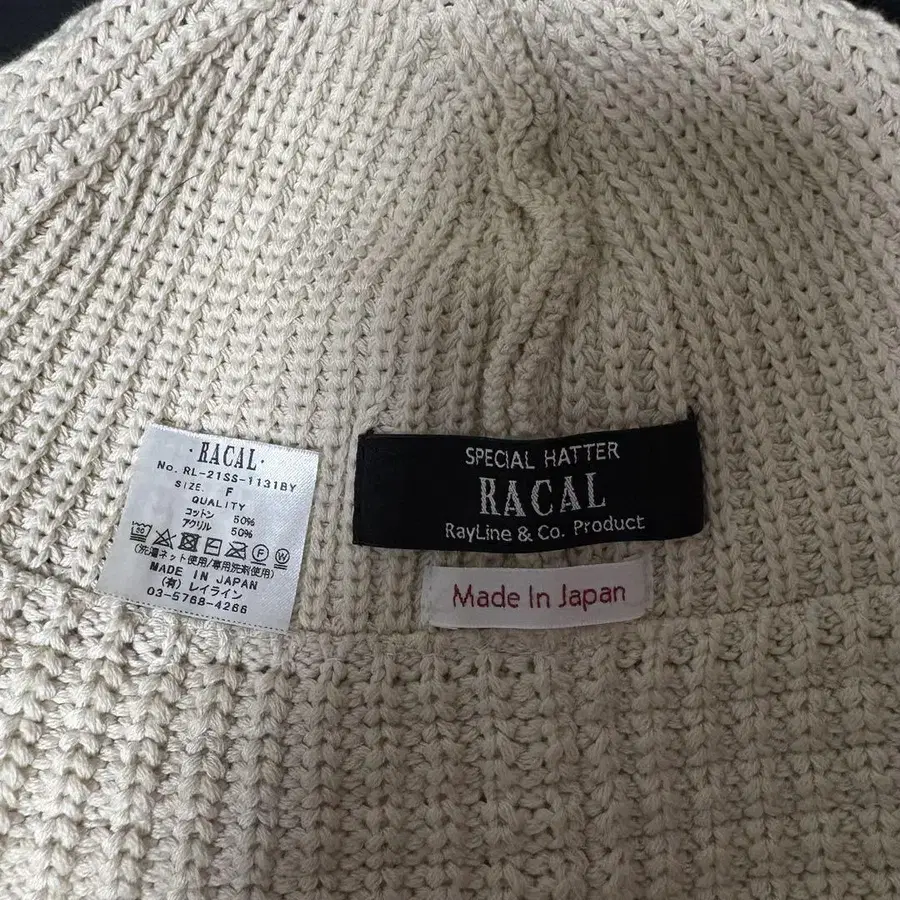 · RACAL ·
No. RL-21SS-1131BY
SIZE. F
QUALITY
コットン 50%
アクリル 50%
30 F W
(洗濯ネット使用/専用洗剤使用)
MADE IN JAPAN
(有) レイライン
03-5768-4266
SPECIAL HATTER
RACAL
RayLine & Co. Product
Made In Japan